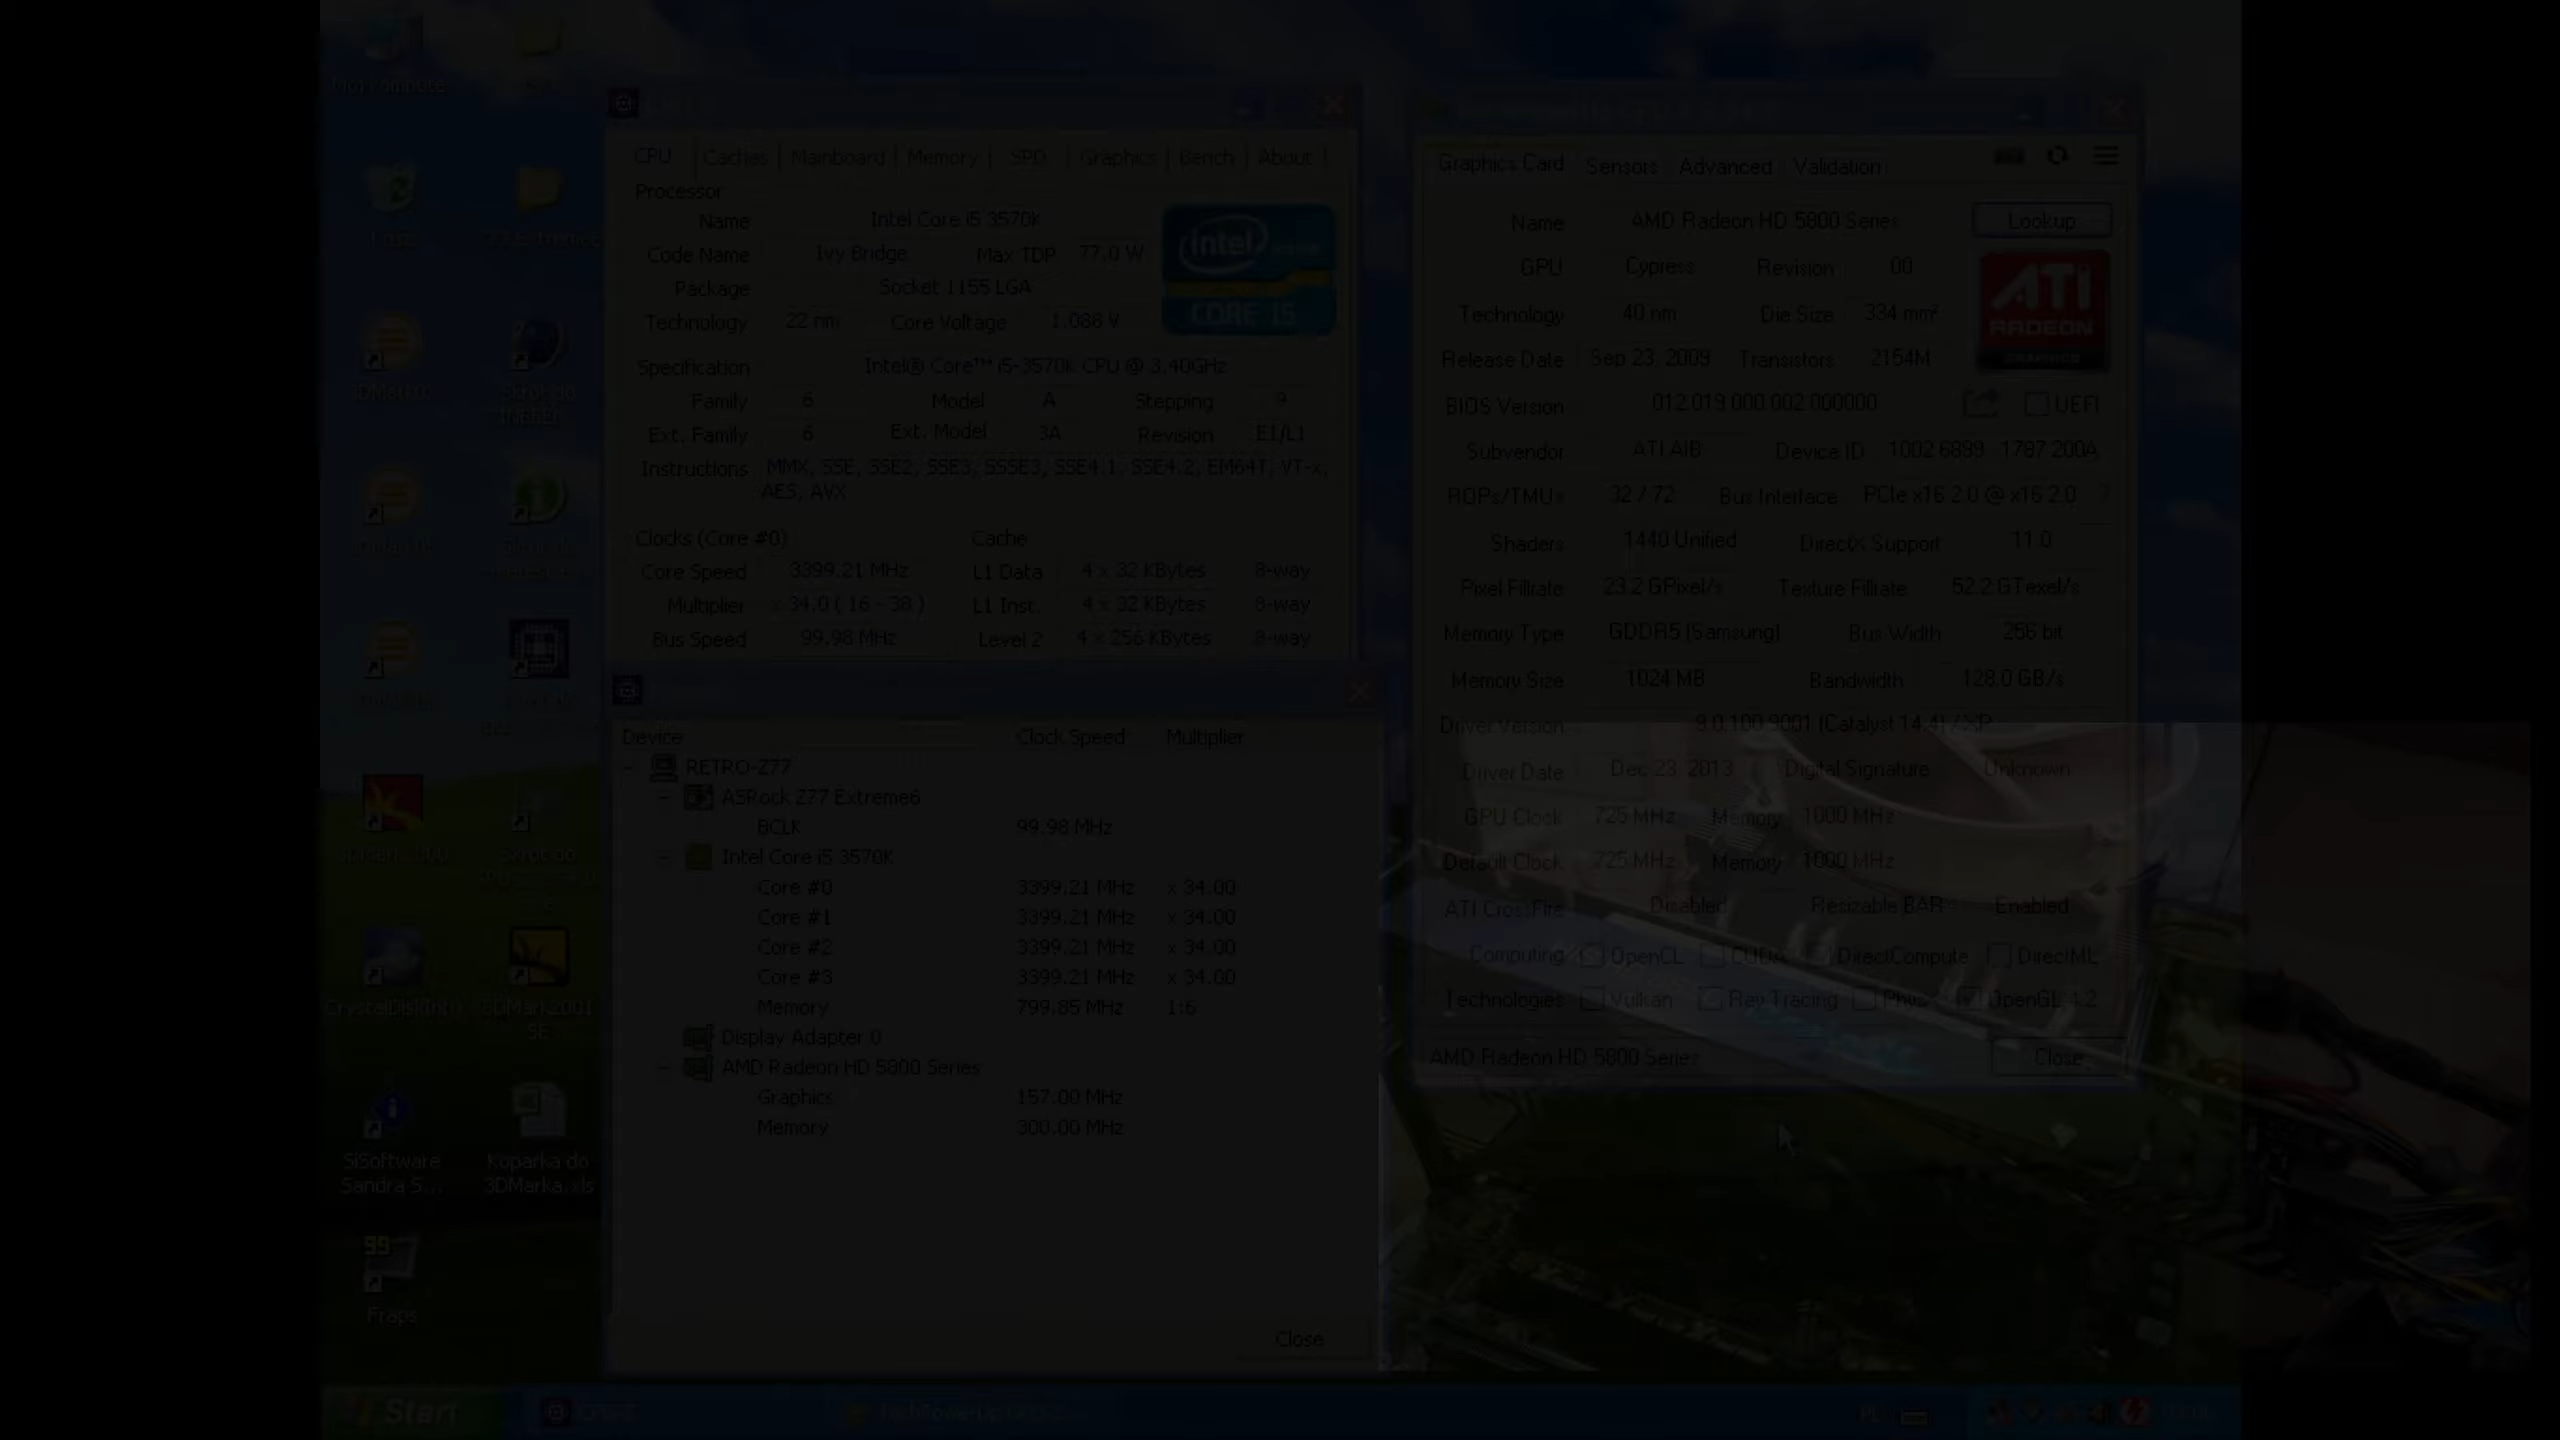 CPU Caches Mainboard Memory SPD Graphics Bench About
Processor
Name Intel Core i5 3570K
Code Name Ivy Bridge Max TDP 77.0 W
Package Socket 1155 LGA
Technology 22 nm Core Voltage 1.088 V
intel
CORE i5
Specification Intel® Core™ i5-3570K CPU @ 3.40GHz
Family 6 Model A Stepping 9
Ext. Family 6 Ext. Model 3A Revision E1/L1
Instructions MMX, SSE, SSE2, SSE3, SSSE3, SSE4.1, SSE4.2, EM64T, VT-x,
AES, AVX
Clocks (Core #0) Cache
Core Speed 3399.21 MHz L1 Data 4 x 32 KBytes 8-way
Multiplier x 34.0 ( 16 - 38 ) L1 Inst. 4 x 32 KBytes 8-way
Bus Speed 99.98 MHz Level 2 4 x 256 KBytes 8-way
Device Clock Speed Multiplier
RETRO-Z77
ASRock Z77 Extreme6
BCLK 99.98 MHz
Intel Core i5 3570K
Core #0 3399.21 MHz x 34.00
Core #1 3399.21 MHz x 34.00
Core #2 3399.21 MHz x 34.00
Core #3 3399.21 MHz x 34.00
Memory 799.85 MHz 1:6
Display Adapter 0
AMD Radeon HD 5800 Series
Graphics 157.00 MHz
Memory 300.00 MHz
Close
Graphics Card Sensors Advanced Validation
Name AMD Radeon HD 5800 Series Lookup
GPU Cypress Revision 00
Technology 40 nm Die Size 334 mm²
Release Date Sep 23, 2009 Transistors 2154M
ATI
RADEON
GRAPHICS
BIOS Version 012.019.000.002.000000 UEFI
Subvendor ATI AIB Device ID 1002 6899 - 1787 200A
ROPs/TMUs 32 / 72 Bus Interface PCIe x16 2.0 @ x16 2.0 ?
Shaders 1440 Unified DirectX Support 11.0
Pixel Fillrate 23.2 GPixel/s Texture Fillrate 52.2 GTexel/s
Memory Type GDDR5 (Samsung) Bus Width 256 bit
Memory Size 1024 MB Bandwidth 128.0 GB/s
Driver Version 9.0.100.9001 (Catalyst 14.4) / XP
Driver Date Dec 23, 2013 Digital Signature Unknown
GPU Clock 725 MHz Memory 1000 MHz
Default Clock 725 MHz Memory 1000 MHz
ATI CrossFire Disabled Resizable BAR Enabled
Computing OpenCL CUDA DirectCompute DirectML
Technologies Vulkan Ray Tracing PhysX OpenGL 4.2
AMD Radeon HD 5800 Series Close
CrystalDiskInfo
3DMark2001
SE
SiSoftware
Sandra S...
Koparka do
3DMarka.xls
99
Fraps
Start